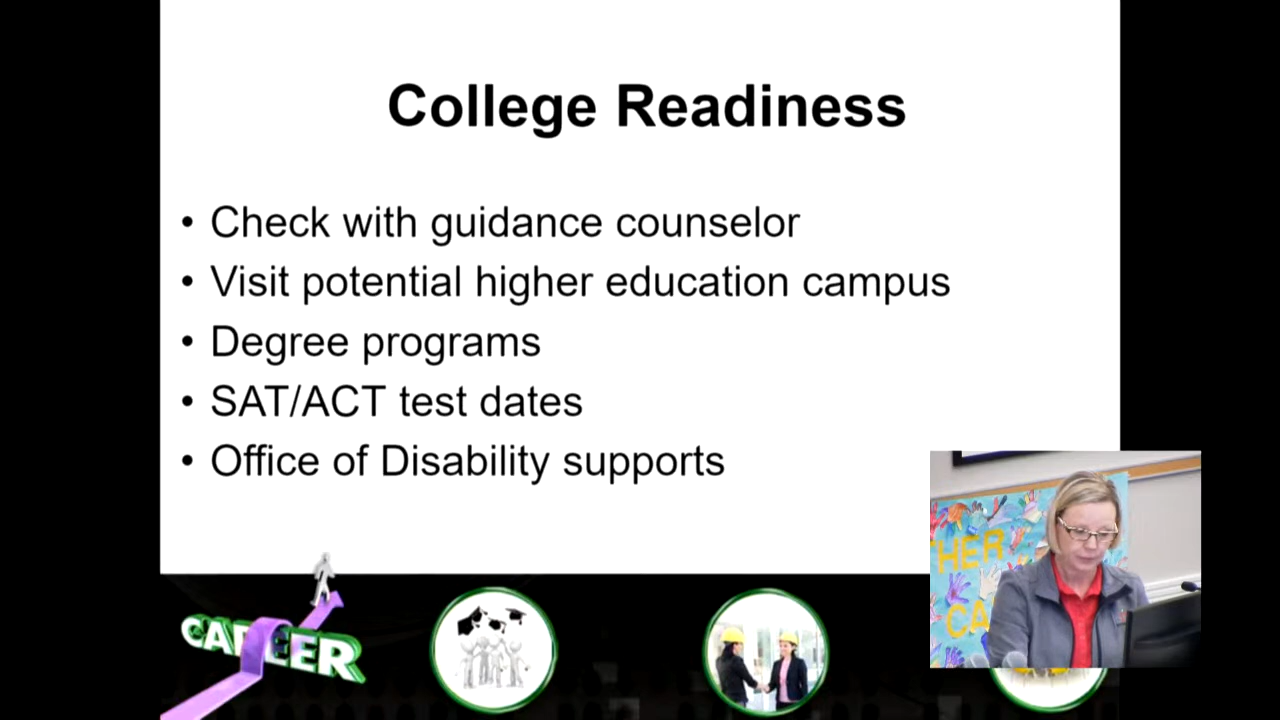 College Readiness
• Check with guidance counselor
• Visit potential higher education campus
• Degree programs
• SAT/ACT test dates
• Office of Disability supports
THER
CA
CAREER